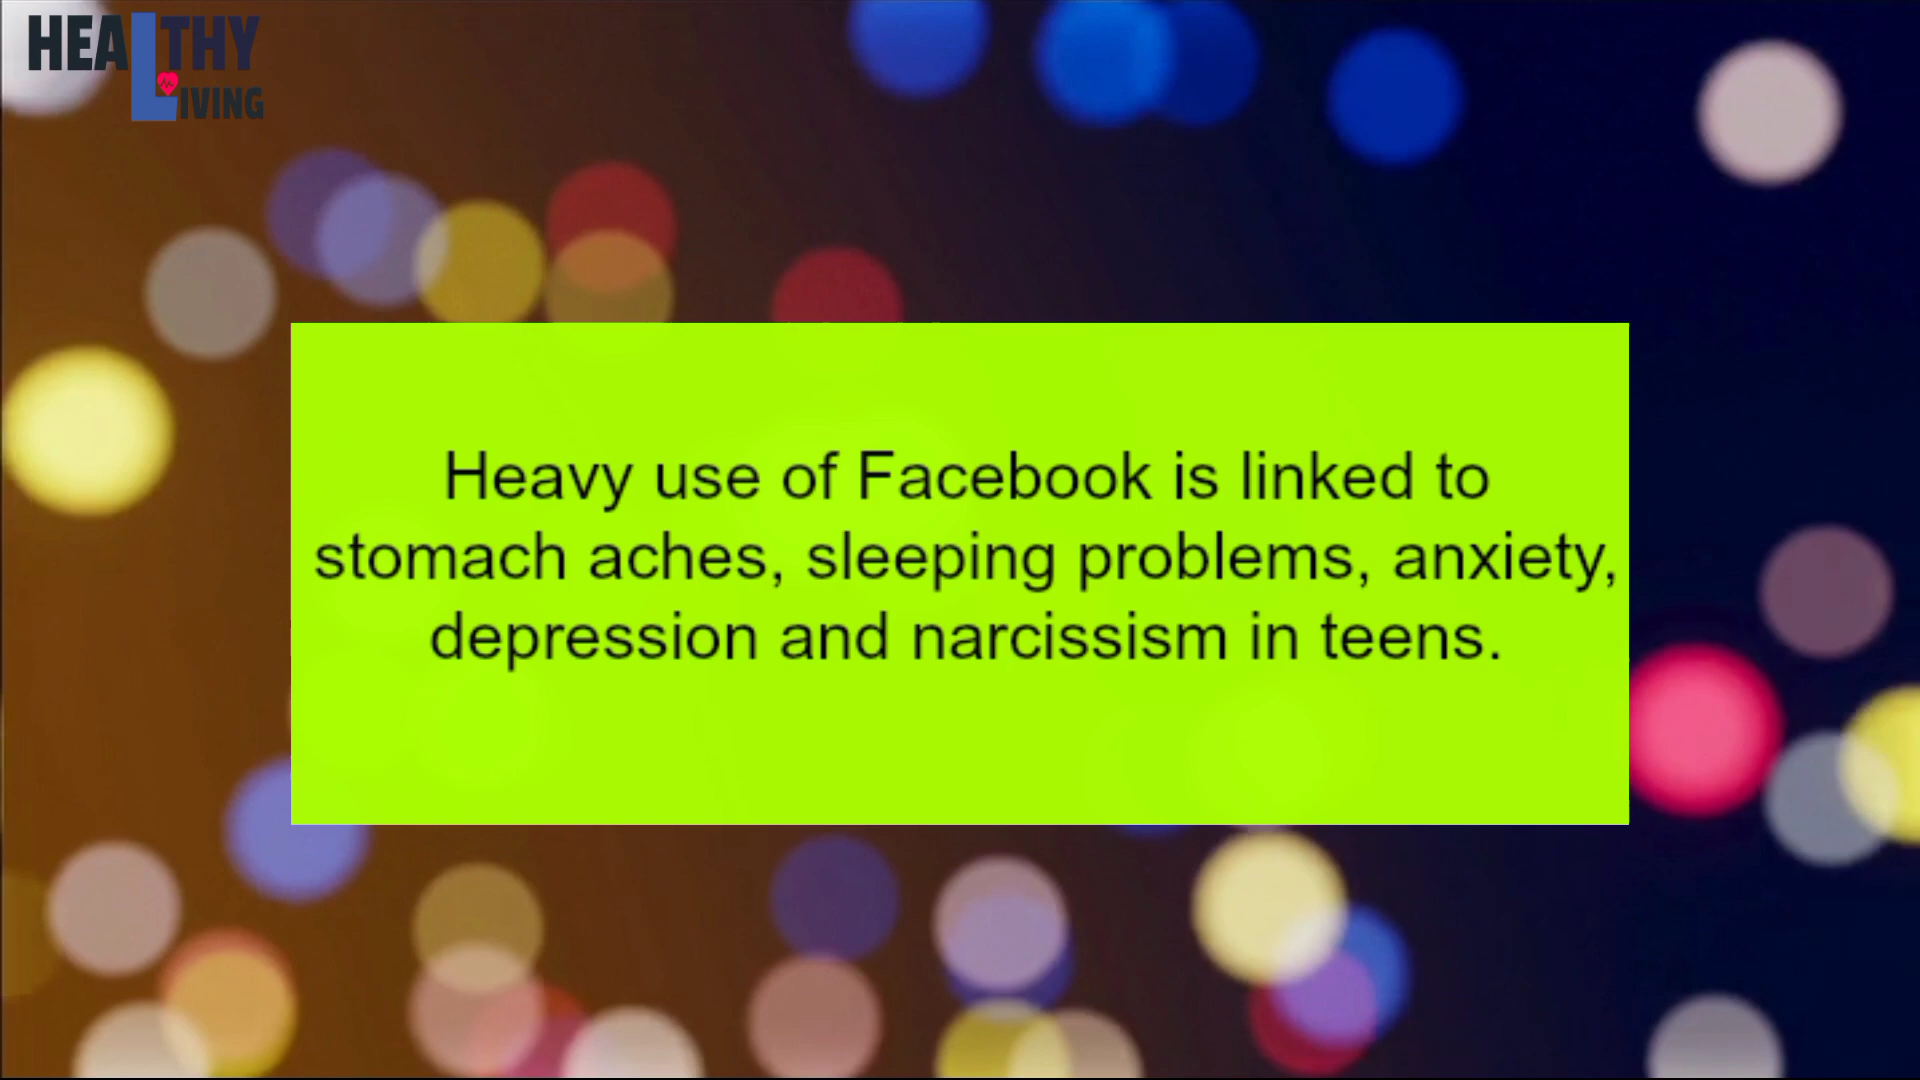 HEALTHY
LIVING
Heavy use of Facebook is linked to
stomach aches, sleeping problems, anxiety,
depression and narcissism in teens.